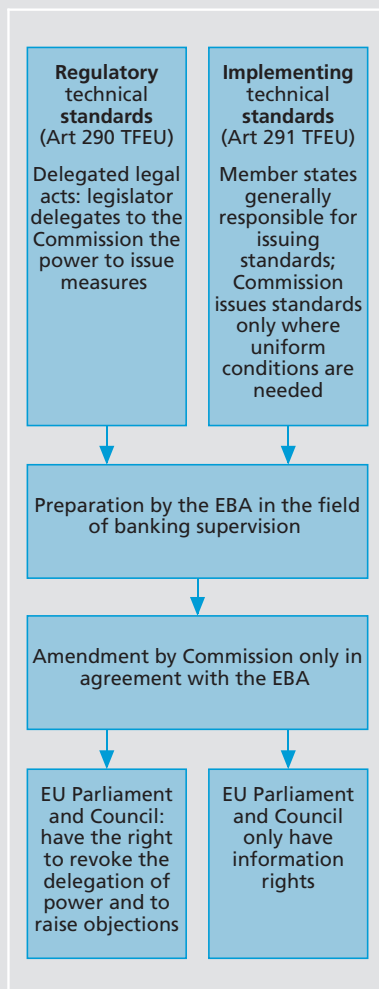 Regulatory
technical
standards
(Art 290 TFEU)
Delegated legal
acts: legislator
delegates to the
Commission the
power to issue
measures
Implementing
technical
standards
(Art 291 TFEU)
Member states
generally
responsible for
issuing
standards;
Commission
issues standards
only where
uniform
conditions are
needed
Preparation by the EBA in the field
of banking supervision
Amendment by Commission only in
agreement with the EBA
EU Parliament
and Council:
have the right
to revoke the
delegation of
power and to
raise objections
EU Parliament
and Council
only have
information
rights